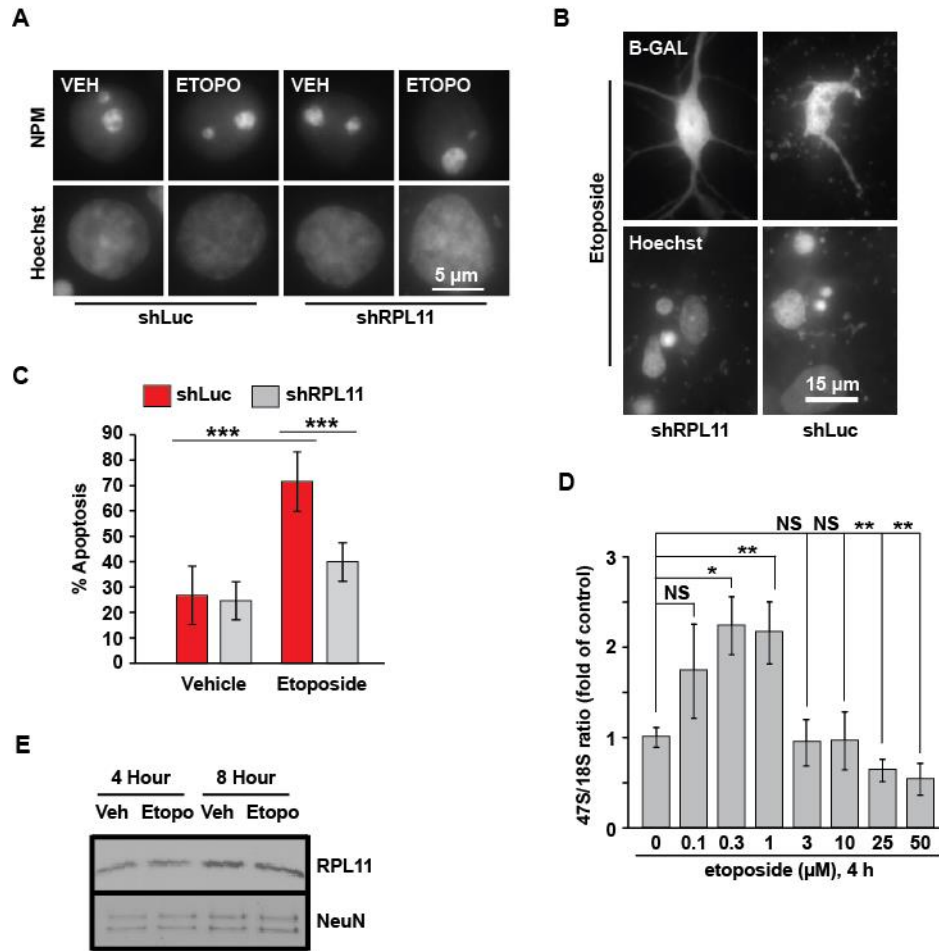 A
VEH ETOPO VEH ETOPO
NPM
Hoechst
5 µm
shLuc shRPL11
B
B-GAL
Etoposide
Hoechst
15 µm
shRPL11 shLuc
C
shLuc shRPL11
*** ***
% Apoptosis
90
80
70
60
50
40
30
20
10
0
Vehicle Etoposide
D
NS NS ** **
**
*
NS
47S/18S ratio (fold of control)
3
2
1
0
0 0.1 0.3 1 3 10 25 50
etoposide (µM), 4 h
E
4 Hour 8 Hour
Veh Etopo Veh Etopo
RPL11
NeuN